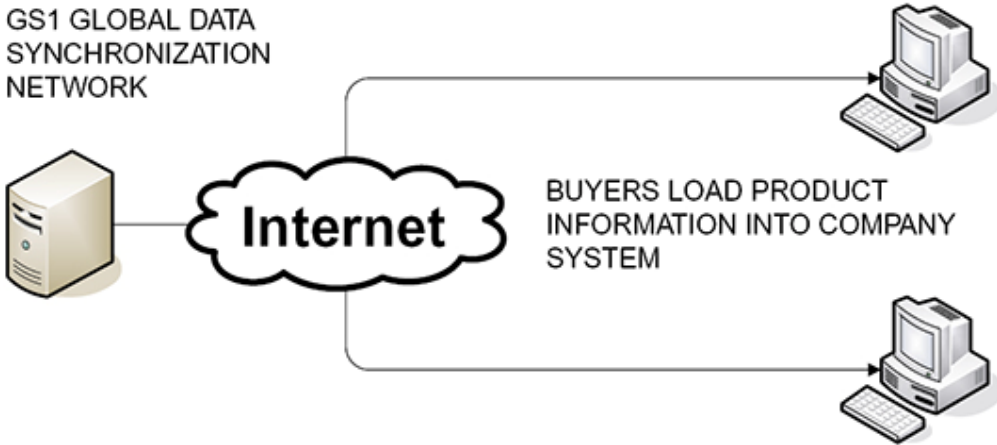 GS1 GLOBAL DATA
SYNCHRONIZATION
NETWORK
Internet
BUYERS LOAD PRODUCT
INFORMATION INTO COMPANY
SYSTEM